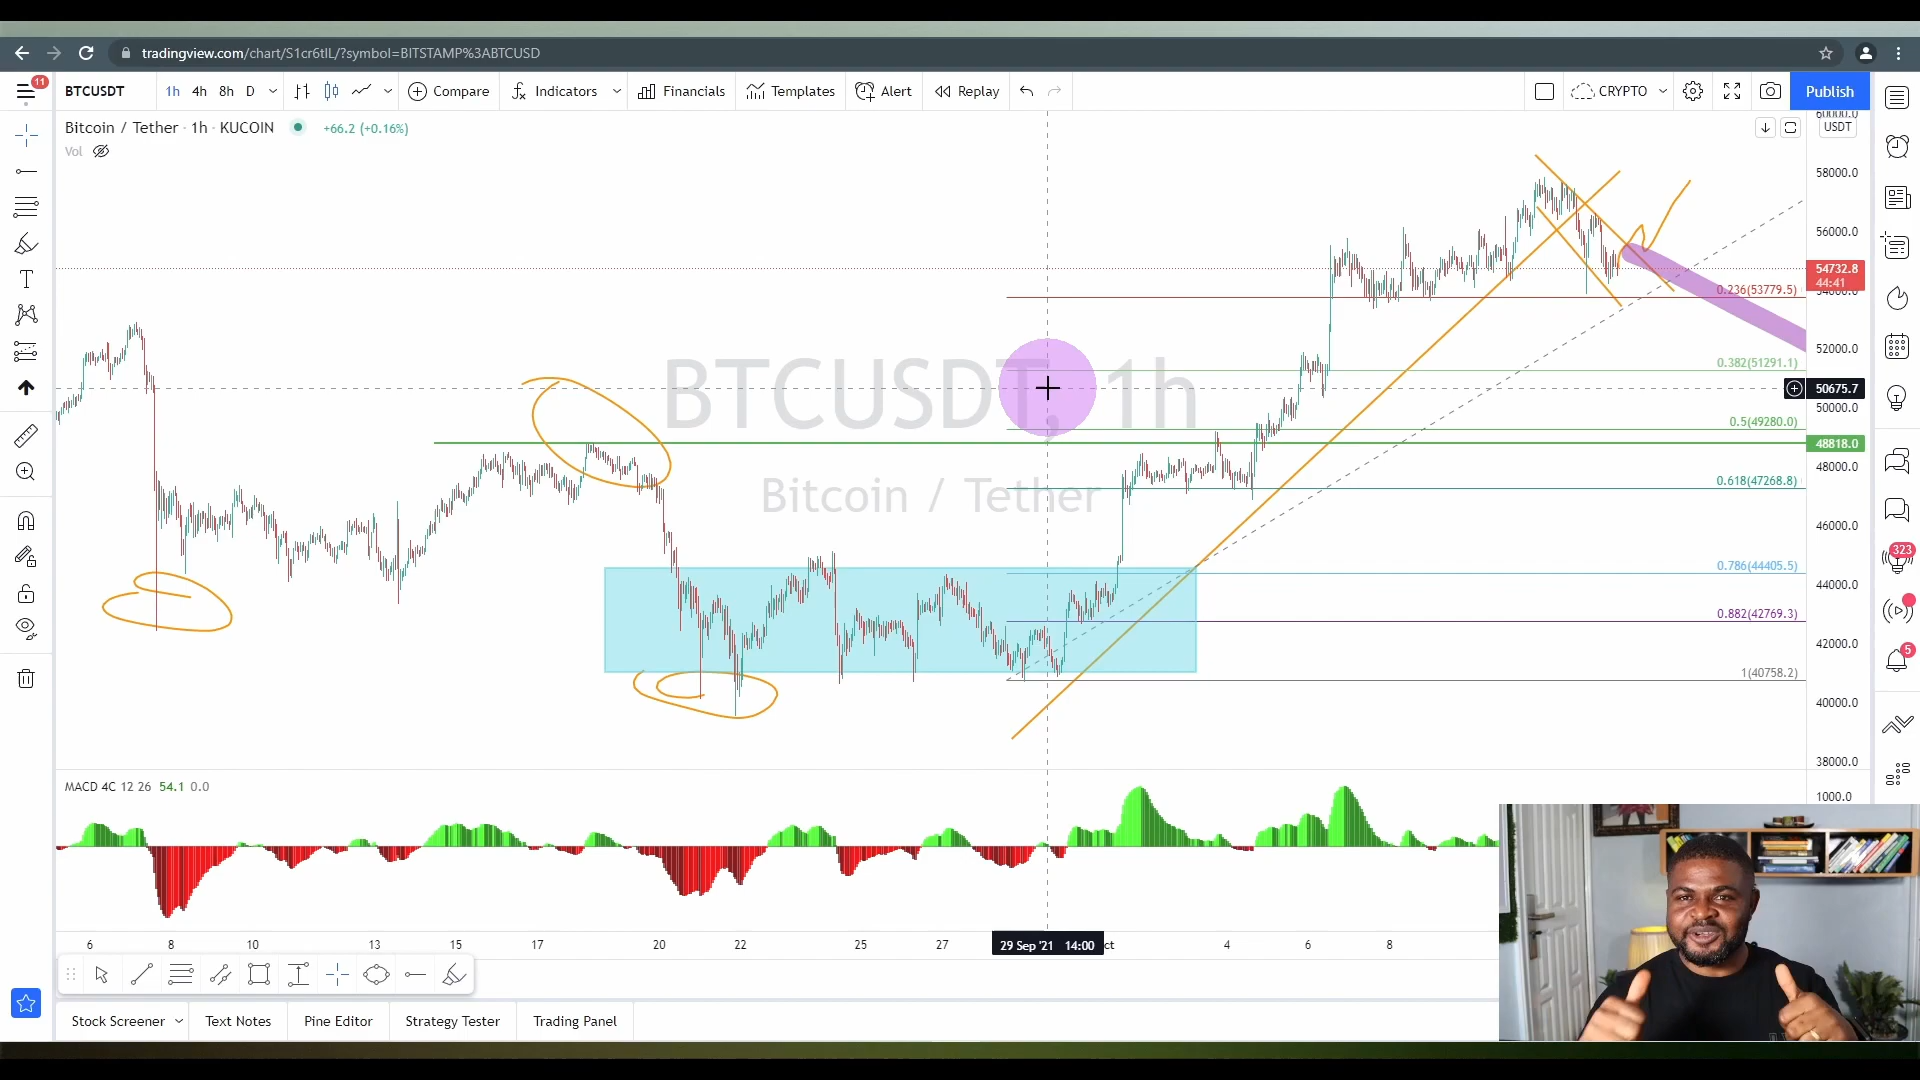 tradingview.com/chart/S1cr6tlL/?symbol=BITSTAMP%3ABTCUSD
11
BTCUSDT 1h 4h 8h D Compare Indicators Financials Templates Alert Replay CRYPTO Publish
Bitcoin / Tether · 1h · KUCOIN +66.2 (+0.16%)
Vol
USDT
60000.0
58000.0
56000.0
54732.8
44:41
54000.0
0.236(53779.5)
52000.0
0.382(51291.1)
50675.7
50000.0
0.5(49280.0)
48818.0
48000.0
0.618(47268.8)
46000.0
0.786(44405.5)
44000.0
0.882(42769.3)
42000.0
1(40758.2)
40000.0
38000.0
BTCUSDT, 1h
Bitcoin / Tether
323
5
MACD 4C 12 26 54.1 0.0
1000.0
6 8 10 13 15 17 20 22 25 27 29 Sep '21 14:00 ct 4 6 8
Stock Screener Text Notes Pine Editor Strategy Tester Trading Panel